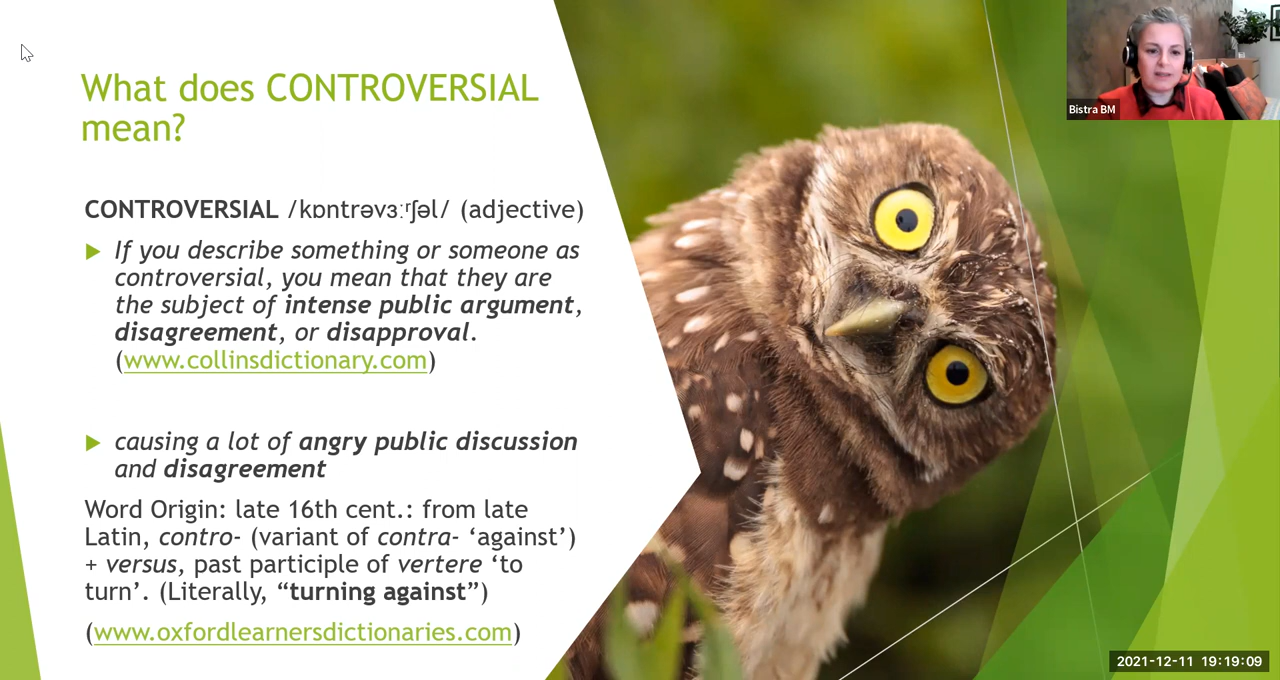 What does CONTROVERSIAL
mean?
CONTROVERSIAL /kɒntrəvɜːʳʃəl/ (adjective)
If you describe something or someone as
controversial, you mean that they are
the subject of intense public argument,
disagreement, or disapproval.
(www.collinsdictionary.com)
causing a lot of angry public discussion
and disagreement
Word Origin: late 16th cent.: from late
Latin, contro- (variant of contra- ‘against’)
+ versus, past participle of vertere ‘to
turn’. (Literally, “turning against”)
(www.oxfordlearnersdictionaries.com)
Bistra BM
2021-12-11 19:19:09